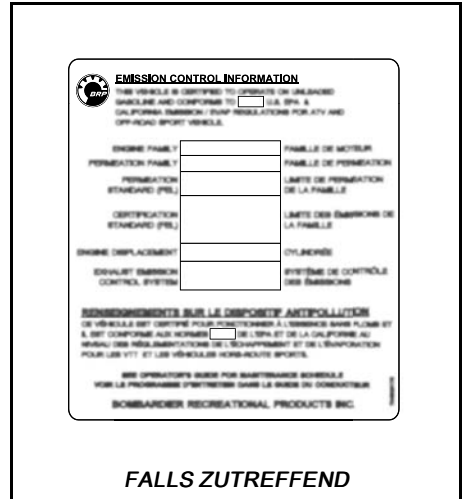 brp
EMISSION CONTROL INFORMATION
THIS VEHICLE IS CERTIFIED TO OPERATE ON UNLEADED
GASOLINE AND CONFORMS TO U.S. EPA &
CALIFORNIA EMISSION / EVAP REGULATIONS FOR ATV AND
OFF-ROAD SPORT VEHICLE.
ENGINE FAMILY FAMILLE DE MOTEUR
PERMEATION FAMILY FAMILLE DE PERMÉATION
PERMEATION LIMITE DE PERMÉATION
STANDARD (FEL) DE LA FAMILLE
CERTIFICATION LIMITE DES ÉMISSIONS DE
STANDARD (FEL) LA FAMILLE
ENGINE DISPLACEMENT CYLINDRÉE
EXHAUST EMISSION SYSTÈME DE CONTRÔLE
CONTROL SYSTEM DES ÉMISSIONS
RENSEIGNEMENTS SUR LE DISPOSITIF ANTIPOLLUTION
CE VÉHICULE EST CERTIFIÉ POUR FONCTIONNER À L'ESSENCE SANS PLOMB ET
IL EST CONFORME AUX NORMES DE L'EPA ET DE LA CALIFORNIE AU
NIVEAU DES RÉGLEMENTATIONS DE L'ÉCHAPPEMENT ET DE L'ÉVAPORATION
POUR LES VTT ET LES VÉHICULES HORS-ROUTE SPORTS.
SEE OPERATOR'S GUIDE FOR MAINTENANCE SCHEDULE
VOIR LE PROGRAMME D'ENTRETIEN DANS LE GUIDE DU CONDUCTEUR
BOMBARDIER RECREATIONAL PRODUCTS INC.
FALLS ZUTREFFEND